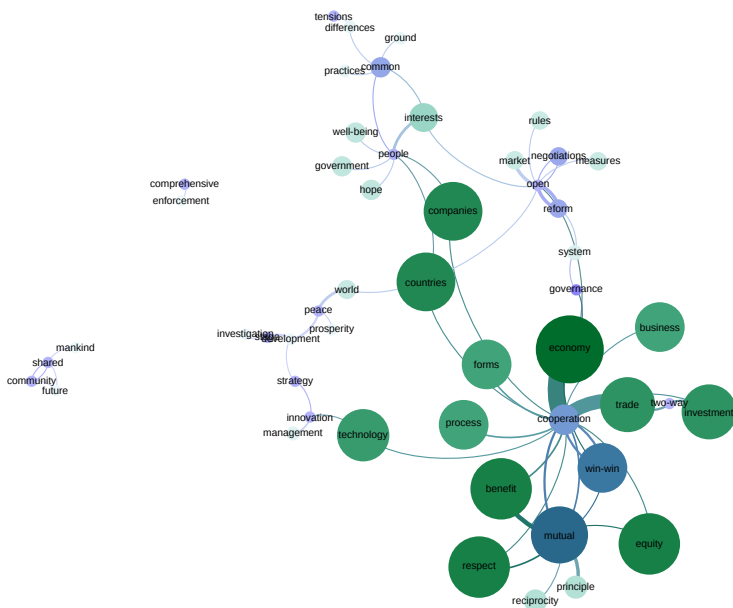 tensions
differences
ground
practices
common
interests
rules
well-being
people
negotiations
market
measures
government
open
hope
companies
reform
comprehensive
enforcement
system
countries
governance
world
peace
prosperity
business
investigation
development
economy
mankind
shared
forms
community
future
strategy
trade
two-way
investment
innovation
management
technology
process
cooperation
win-win
benefit
mutual
equity
respect
principle
reciprocity